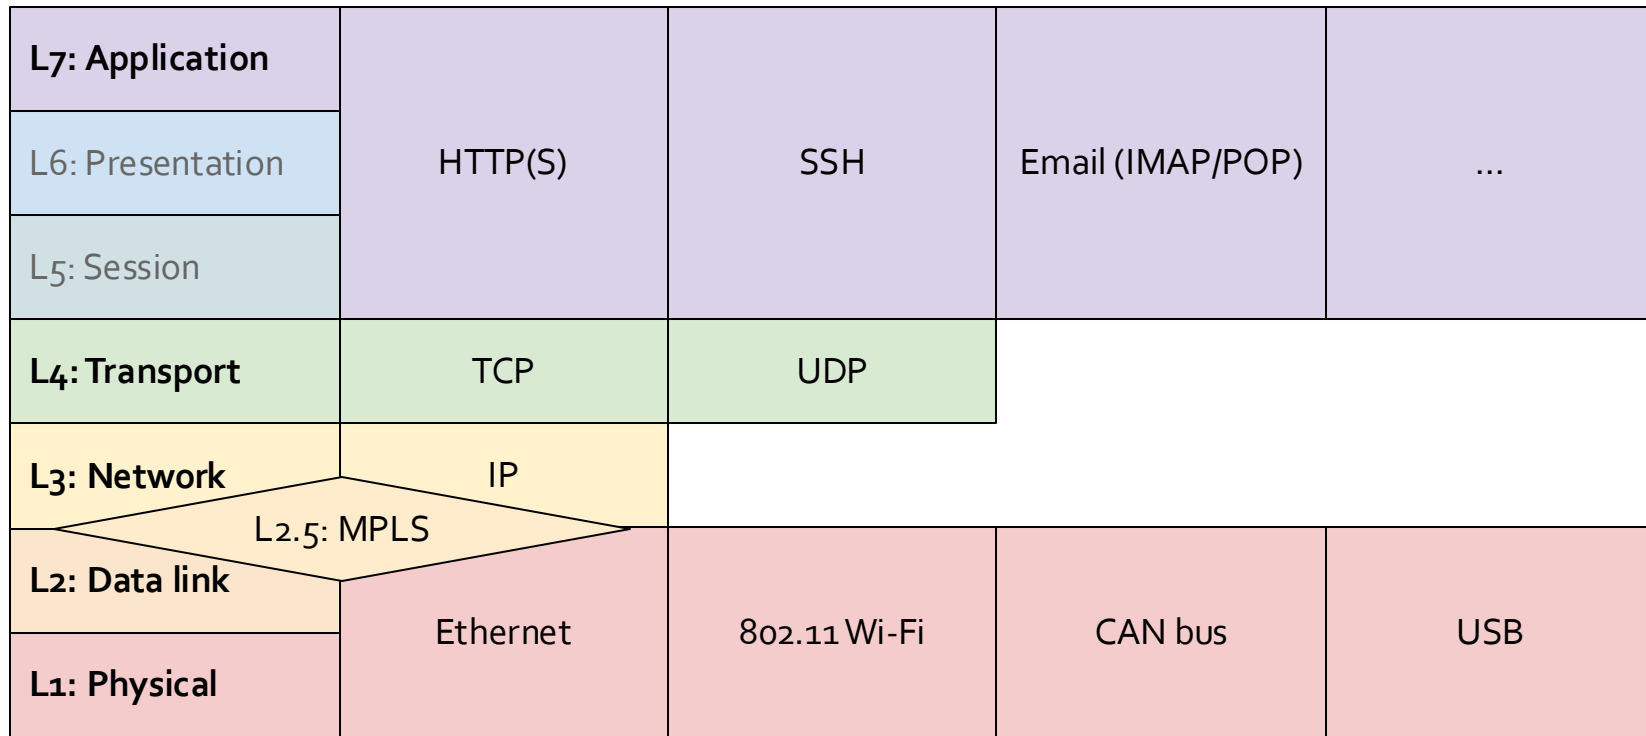 L7: Application
L6: Presentation
HTTP(S)
SSH
Email (IMAP/POP)
...
L5: Session
L4: Transport
TCP
UDP
L3: Network
IP
L2.5: MPLS
L2: Data link
Ethernet
802.11 Wi-Fi
CAN bus
USB
L1: Physical